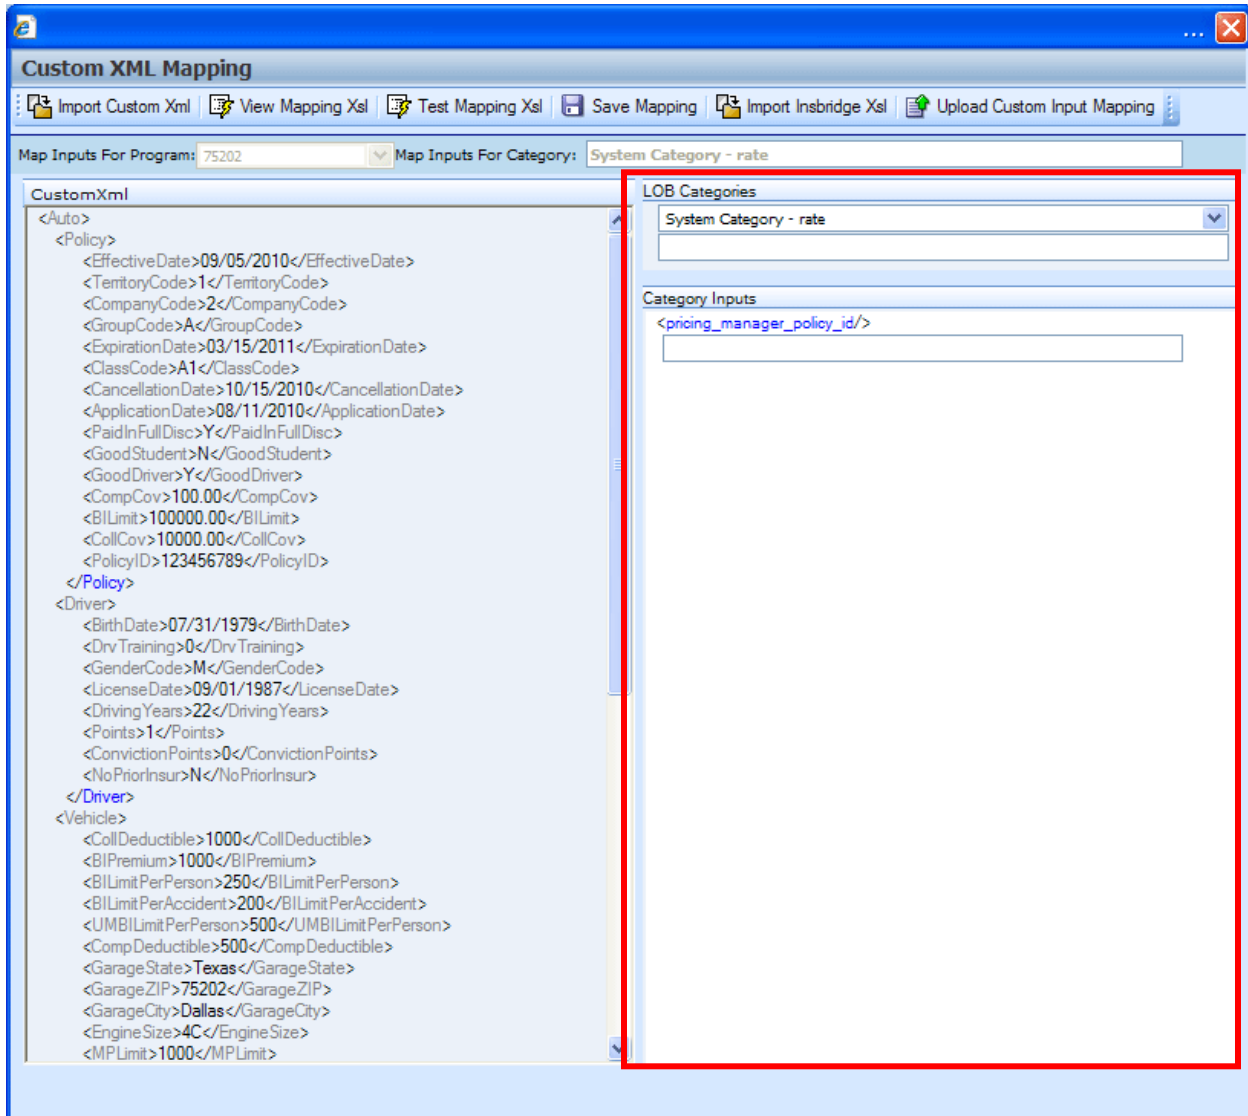 ...
Custom XML Mapping
Import Custom Xml View Mapping Xsl Test Mapping Xsl Save Mapping Import Insbridge Xsl Upload Custom Input Mapping
Map Inputs For Program: 75202 Map Inputs For Category: System Category - rate
CustomXml
<Auto>
<Policy>
<EffectiveDate>09/05/2010</EffectiveDate>
<TerritoryCode>1</TerritoryCode>
<CompanyCode>2</CompanyCode>
<GroupCode>A</GroupCode>
<ExpirationDate>03/15/2011</ExpirationDate>
<ClassCode>A1</ClassCode>
<CancellationDate>10/15/2010</CancellationDate>
<ApplicationDate>08/11/2010</ApplicationDate>
<PaidInFullDisc>Y</PaidInFullDisc>
<GoodStudent>N</GoodStudent>
<GoodDriver>Y</GoodDriver>
<CompCov>100.00</CompCov>
<BILimit>100000.00</BILimit>
<CollCov>10000.00</CollCov>
<PolicyID>123456789</PolicyID>
</Policy>
<Driver>
<BirthDate>07/31/1979</BirthDate>
<DrvTraining>0</DrvTraining>
<GenderCode>M</GenderCode>
<LicenseDate>09/01/1987</LicenseDate>
<DrivingYears>22</DrivingYears>
<Points>1</Points>
<ConvictionPoints>0</ConvictionPoints>
<NoPriorInsur>N</NoPriorInsur>
</Driver>
<Vehicle>
<CollDeductible>1000</CollDeductible>
<BIPremium>1000</BIPremium>
<BILimitPerPerson>250</BILimitPerPerson>
<BILimitPerAccident>200</BILimitPerAccident>
<UMBILimitPerPerson>500</UMBILimitPerPerson>
<CompDeductible>500</CompDeductible>
<GarageState>Texas</GarageState>
<GarageZIP>75202</GarageZIP>
<GarageCity>Dallas</GarageCity>
<EngineSize>4C</EngineSize>
<MPLimit>1000</MPLimit>
LOB Categories
System Category - rate
Category Inputs
<pricing_manager_policy_id/>